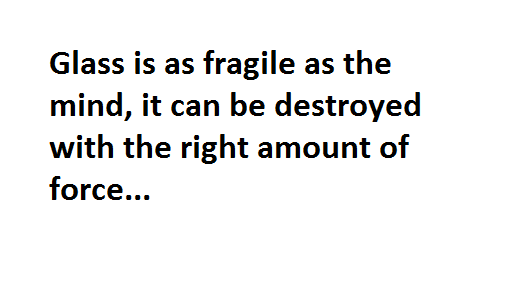 Glass is as fragile as the
mind, it can be destroyed
with the right amount of
force...